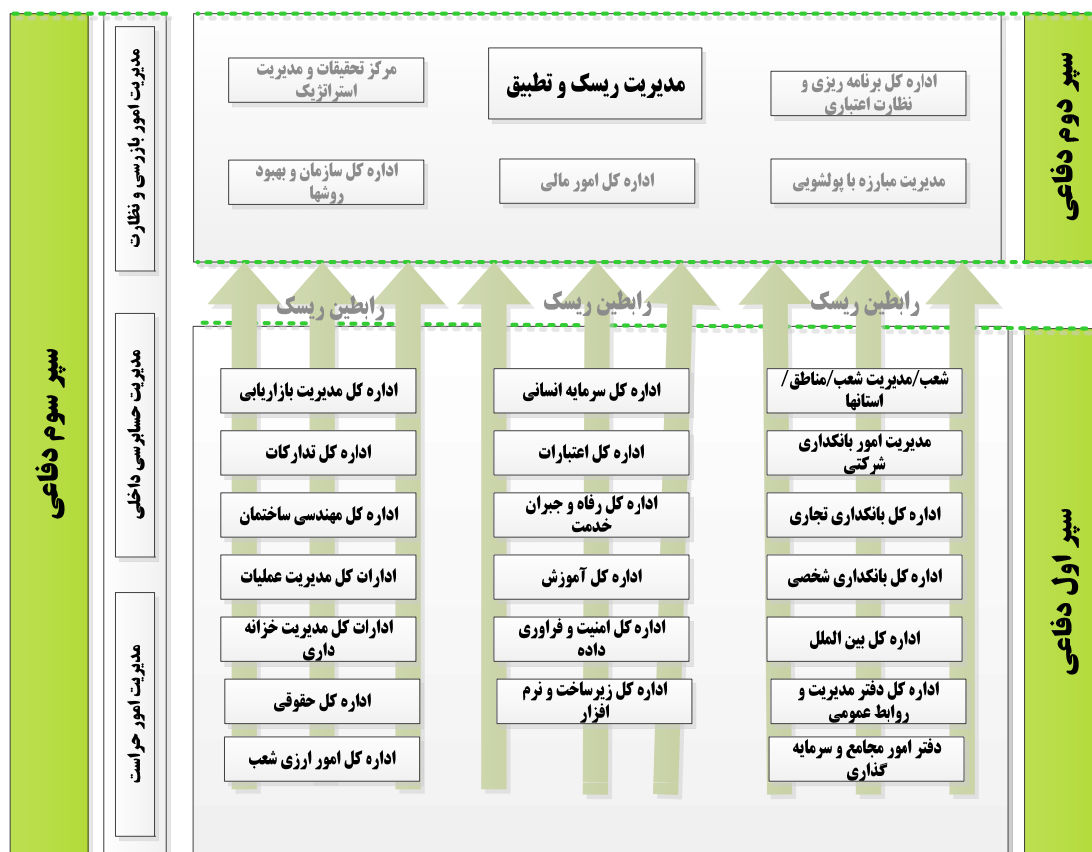 سپر دوم دفاعی
اداره کل برنامه ریزی و
نظارت اعتباری
مدیریت ریسک و تطبیق
مرکز تحقیقات و مدیریت
استراتژیک
مدیریت مبارزه با پولشویی
اداره کل امور مالی
اداره کل سازمان و بهبود
روشها
رابطین ریسک
رابطین ریسک
رابطین ریسک
سپر اول دفاعی
شعب/مدیریت شعب/مناطق/
استانها
مدیریت امور بانکداری
شرکتی
اداره کل بانکداری تجاری
اداره کل بانکداری شخصی
اداره کل بین الملل
اداره کل دفتر مدیریت و
روابط عمومی
دفتر امور مجامع و سرمایه
گذاری
اداره کل سرمایه انسانی
اداره کل اعتبارات
اداره کل رفاه و جبران
خدمت
اداره کل آموزش
اداره کل امنیت و فراوری
داده
اداره کل زیرساخت و نرم
افزار
اداره کل مدیریت بازاریابی
اداره کل تدارکات
اداره کل مهندسی ساختمان
ادارات کل مدیریت عملیات
ادارات کل مدیریت خزانه
داری
اداره کل حقوقی
اداره کل امور ارزی شعب
مدیریت امور بازرسی و نظارت
مدیریت حسابرسی داخلی
مدیریت امور حراست
سپر سوم دفاعی